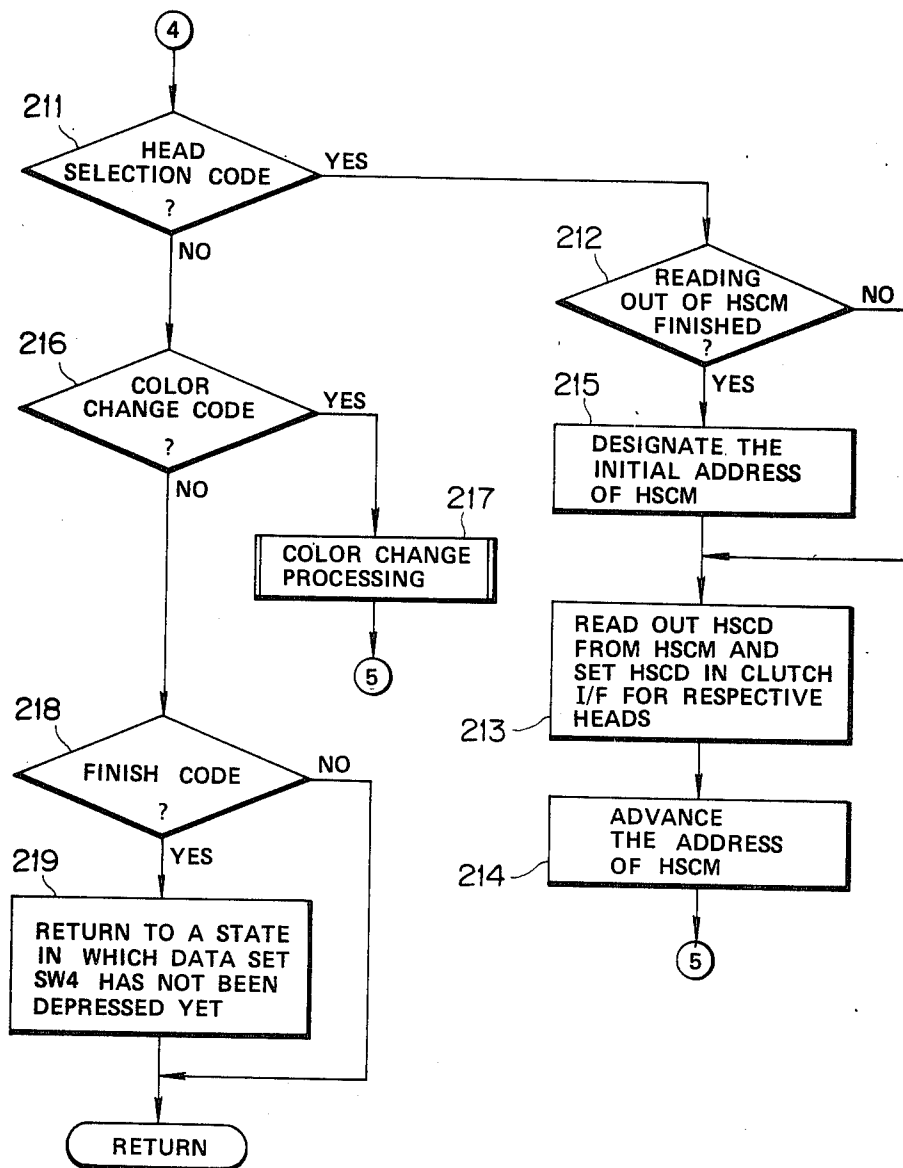 4
211
HEAD
SELECTION CODE
?
YES
NO
212
READING
OUT OF HSCM
FINISHED
?
NO
YES
216
COLOR
CHANGE CODE
?
YES
NO
215
DESIGNATE THE
INITIAL ADDRESS
OF HSCM
217
COLOR CHANGE
PROCESSING
5
READ OUT HSCD
FROM HSCM AND
SET HSCD IN CLUTCH
I/F FOR RESPECTIVE
HEADS
213
218
FINISH CODE
?
NO
YES
ADVANCE
THE ADDRESS
OF HSCM
214
5
219
RETURN TO A STATE
IN WHICH DATA SET
SW4 HAS NOT BEEN
DEPRESSED YET
RETURN